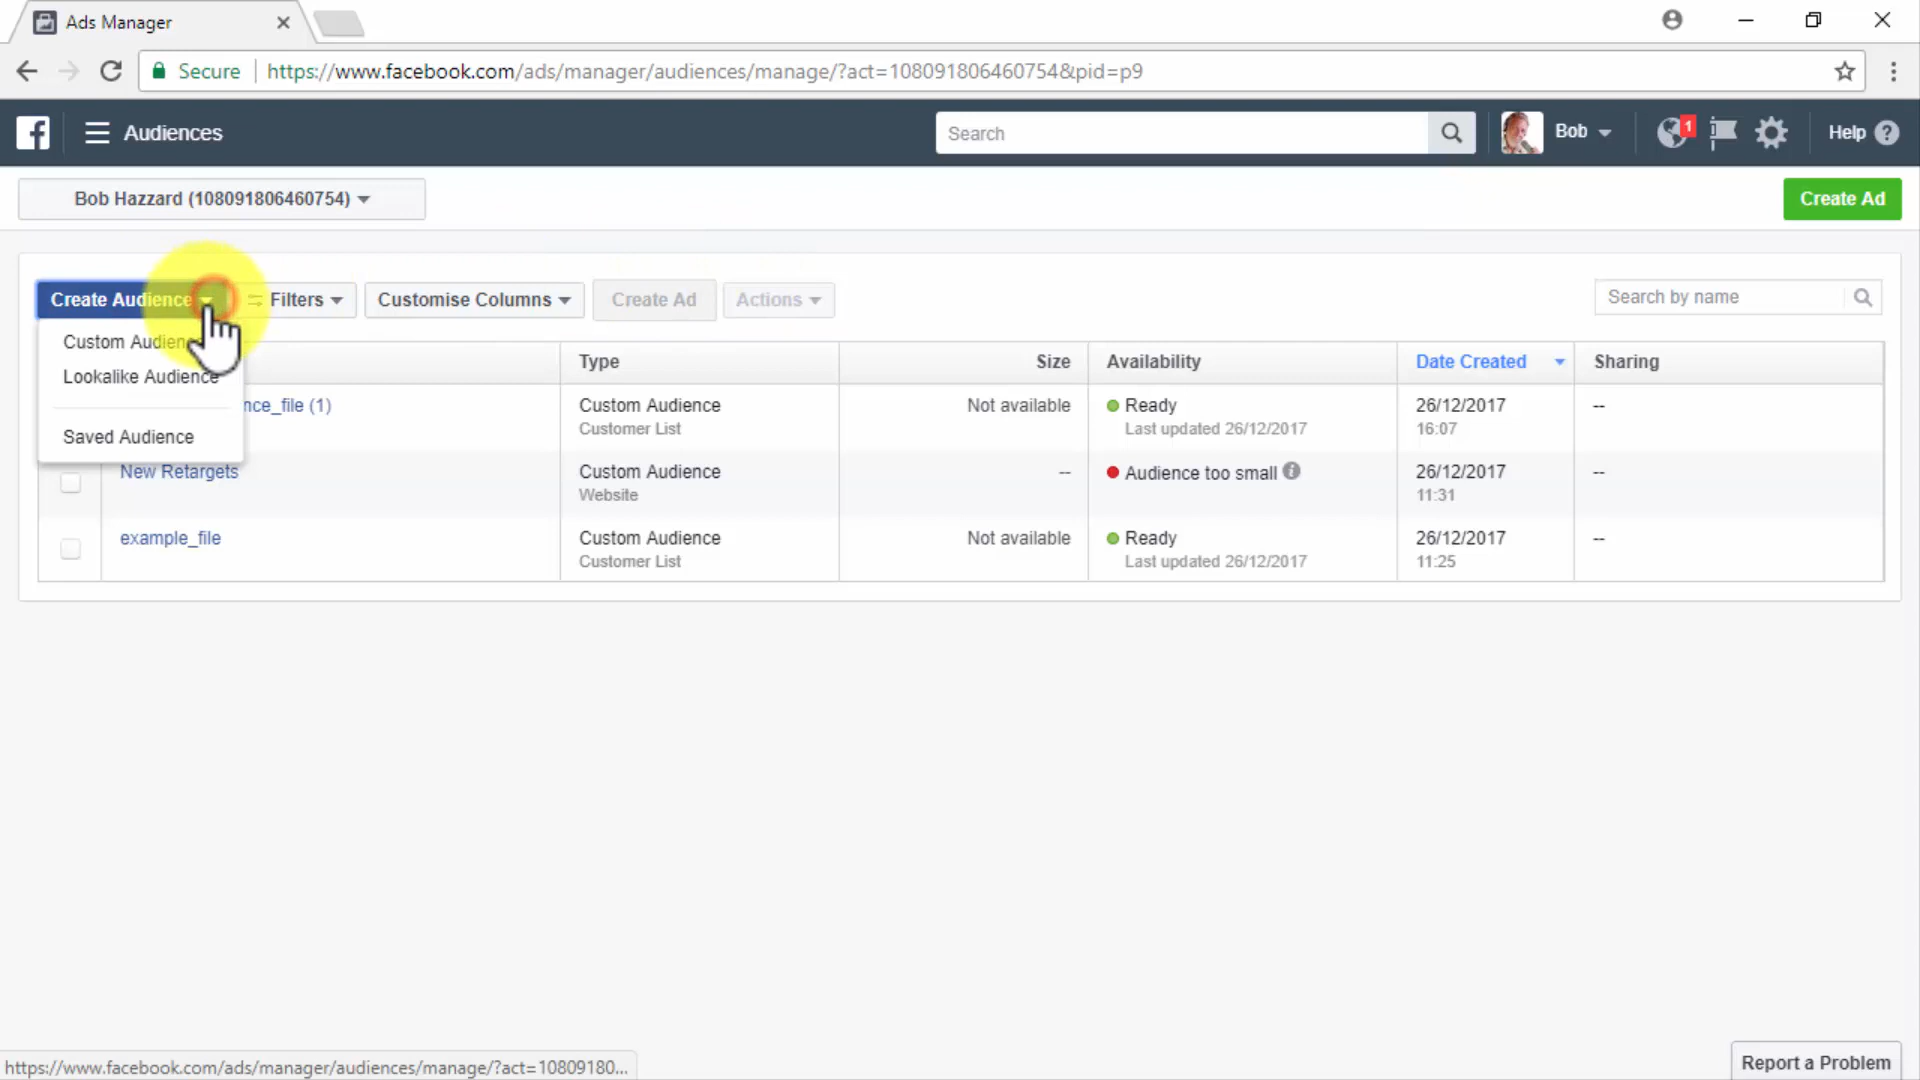 Ads Manager
Secure https://www.facebook.com/ads/manager/audiences/manage/?act=108091806460754&pid=p9
Audiences
Search
Bob
1
Help
Bob Hazzard (108091806460754)
Create Ad
Create Audience
Filters
Customise Columns
Create Ad
Actions
Search by name
Custom
Lookalike Audience
Saved Audience
Type
Size
Availability
Date Created
Sharing
nce_file (1)
Custom Audience
Customer List
Not available
Ready
Last updated 26/12/2017
26/12/2017
16:07
--
New Retargets
Custom Audience
Website
--
Audience too small
26/12/2017
11:31
--
example_file
Custom Audience
Customer List
Not available
Ready
Last updated 26/12/2017
26/12/2017
11:25
--
https://www.facebook.com/ads/manager/audiences/manage/?act=10809180...
Report a Problem